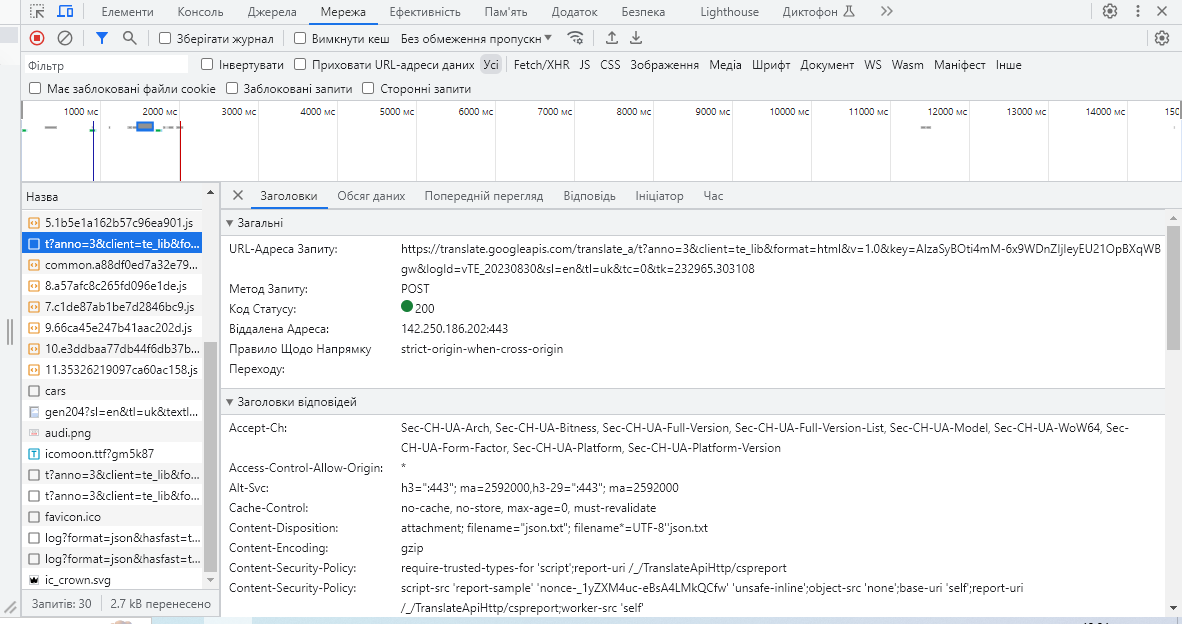 Елементи Консоль Джерела Мережа Ефективність Пам'ять Додаток Безпека Lighthouse Диктофон
Зберігати журнал Вимкнути кеш Без обмеження пропускн
Фільтр Інвертувати Приховати URL-адреси даних Усі Fetch/XHR JS CSS Зображення Медіа Шрифт Документ WS Wasm Маніфест Інше
Має заблоковані файли cookie Заблоковані запити Сторонні запити
1000 мс 2000 мс 3000 мс 4000 мс 5000 мс 6000 мс 7000 мс 8000 мс 9000 мс 10000 мс 11000 мс 12000 мс 13000 мс 14000 мс 150
Назва
5.1b5e1a162b57c96ea901.js
t?anno=3&client=te_lib&fo...
common.a88df0ed7a32e79...
8.a57afc8c265fd096e1de.js
7.c1de87ab1be7d2846bc9.js
9.66ca45e247b41aac202d.js
10.e3ddbaa77db44f6db37b...
11.35326219097ca60ac158.js
cars
gen204?sl=en&tl=uk&textl...
audi.png
icomoon.ttf?gm5k87
t?anno=3&client=te_lib&fo...
t?anno=3&client=te_lib&fo...
favicon.ico
log?format=json&hasfast=t...
log?format=json&hasfast=t...
ic_crown.svg
Запитів: 30 2.7 kB перенесено
Заголовки Обсяг даних Попередній перегляд Відповідь Ініціатор Час
Загальні
URL-Адреса Запиту: https://translate.googleapis.com/translate_a/t?anno=3&client=te_lib&format=html&v=1.0&key=AIzaSyBOti4mM-6x9WDnZIjIeyEU21OpBXqWB
gw&logId=vTE_20230830&sl=en&tl=uk&tc=0&tk=232965.303108
Метод Запиту: POST
Код Статусу: 200
Віддалена Адреса: 142.250.186.202:443
Правило Щодо Напрямку strict-origin-when-cross-origin
Переходу:
Заголовки відповідей
Accept-Ch: Sec-CH-UA-Arch, Sec-CH-UA-Bitness, Sec-CH-UA-Full-Version, Sec-CH-UA-Full-Version-List, Sec-CH-UA-Model, Sec-CH-UA-WoW64, Sec-
CH-UA-Form-Factor, Sec-CH-UA-Platform, Sec-CH-UA-Platform-Version
Access-Control-Allow-Origin: *
Alt-Svc: h3=":443"; ma=2592000,h3-29=":443"; ma=2592000
Cache-Control: no-cache, no-store, max-age=0, must-revalidate
Content-Disposition: attachment; filename="json.txt"; filename*=UTF-8''json.txt
Content-Encoding: gzip
Content-Security-Policy: require-trusted-types-for 'script';report-uri /_/TranslateApiHttp/cspreport
Content-Security-Policy: script-src 'report-sample' 'nonce-_1yZXM4uc-eBsA4LMkQCfw' 'unsafe-inline';object-src 'none';base-uri 'self';report-uri
/_/TranslateApiHttp/cspreport;worker-src 'self'